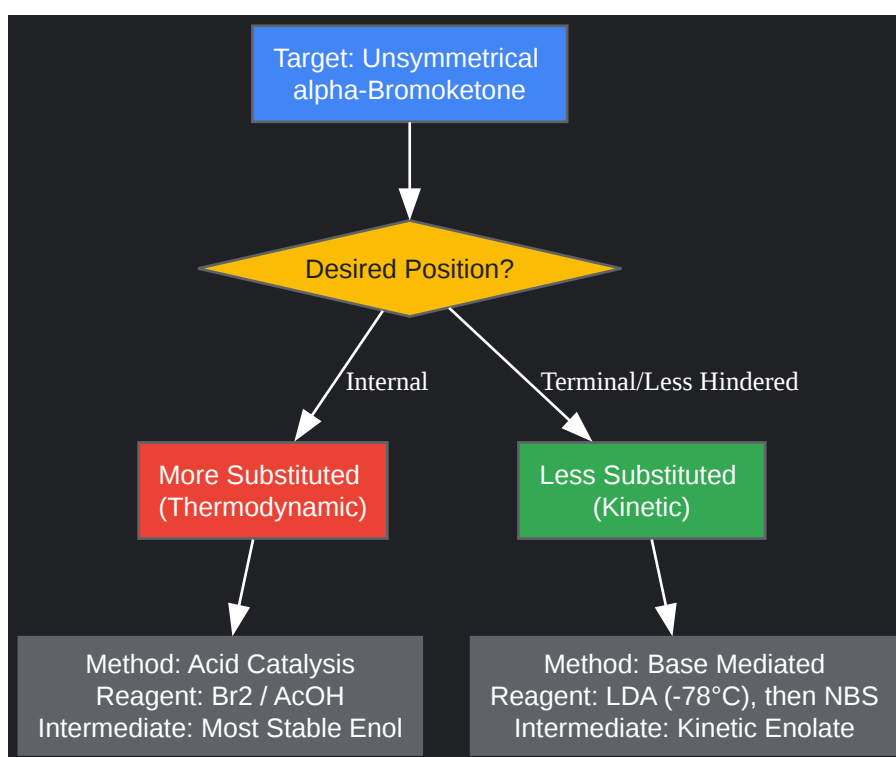 Target: Unsymmetrical
alpha-Bromoketone
Desired Position?
Internal
Terminal/Less Hindered
More Substituted
(Thermodynamic)
Less Substituted
(Kinetic)
Method: Acid Catalysis
Reagent: Br2 / AcOH
Intermediate: Most Stable Enol
Method: Base Mediated
Reagent: LDA (-78°C), then NBS
Intermediate: Kinetic Enolate